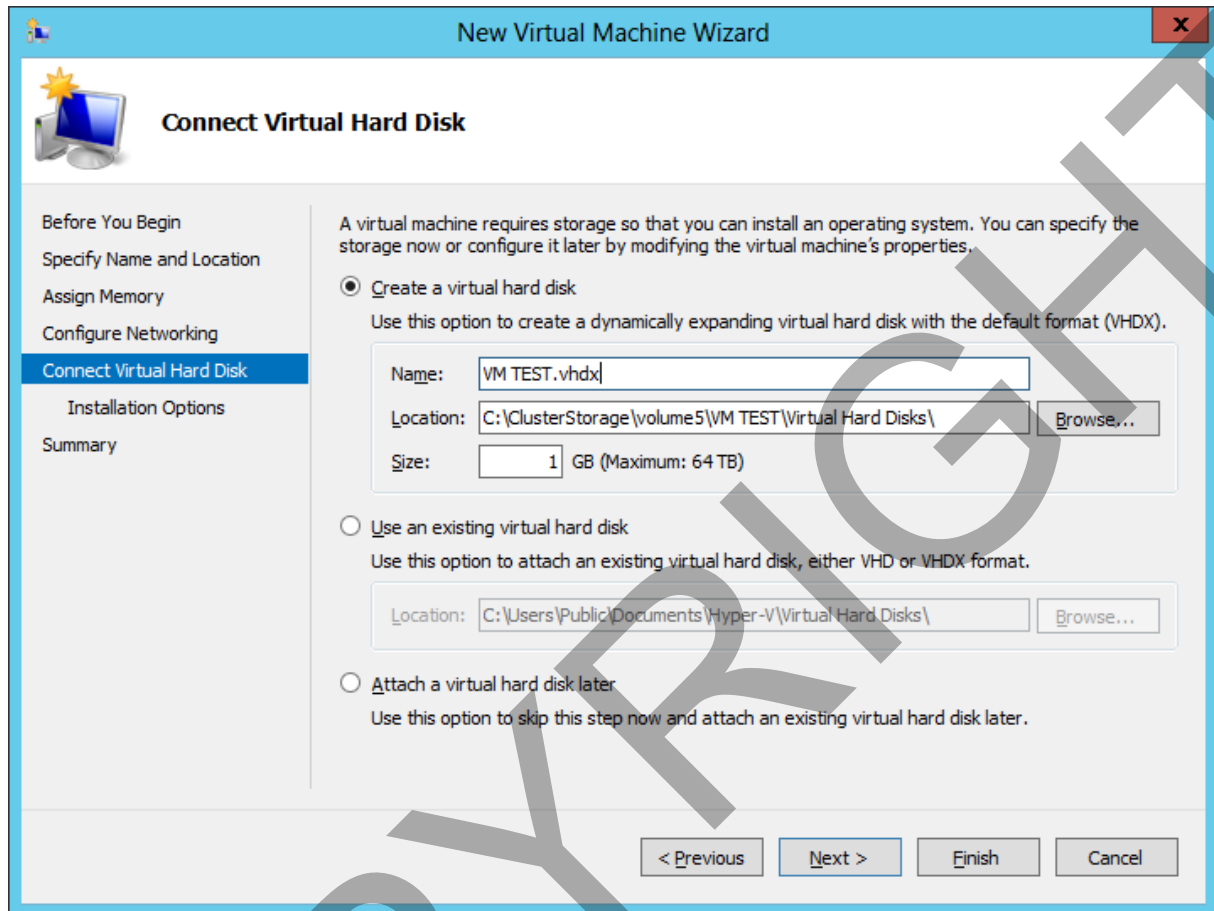 New Virtual Machine Wizard
x
Connect Virtual Hard Disk
Before You Begin
Specify Name and Location
Assign Memory
Configure Networking
Connect Virtual Hard Disk
Installation Options
Summary
A virtual machine requires storage so that you can install an operating system. You can specify the
storage now or configure it later by modifying the virtual machine's properties.
Create a virtual hard disk
Use this option to create a dynamically expanding virtual hard disk with the default format (VHDX).
Name: VM TEST.vhdx
Location: C:\ClusterStorage\volume5\VM TEST\Virtual Hard Disks\ Browse...
Size: 1 GB (Maximum: 64 TB)
Use an existing virtual hard disk
Use this option to attach an existing virtual hard disk, either VHD or VHDX format.
Location: C:\Users\Public\Documents\Hyper-V\Virtual Hard Disks\ Browse...
Attach a virtual hard disk later
Use this option to skip this step now and attach an existing virtual hard disk later.
< Previous Next > Finish Cancel
PYRIGHT